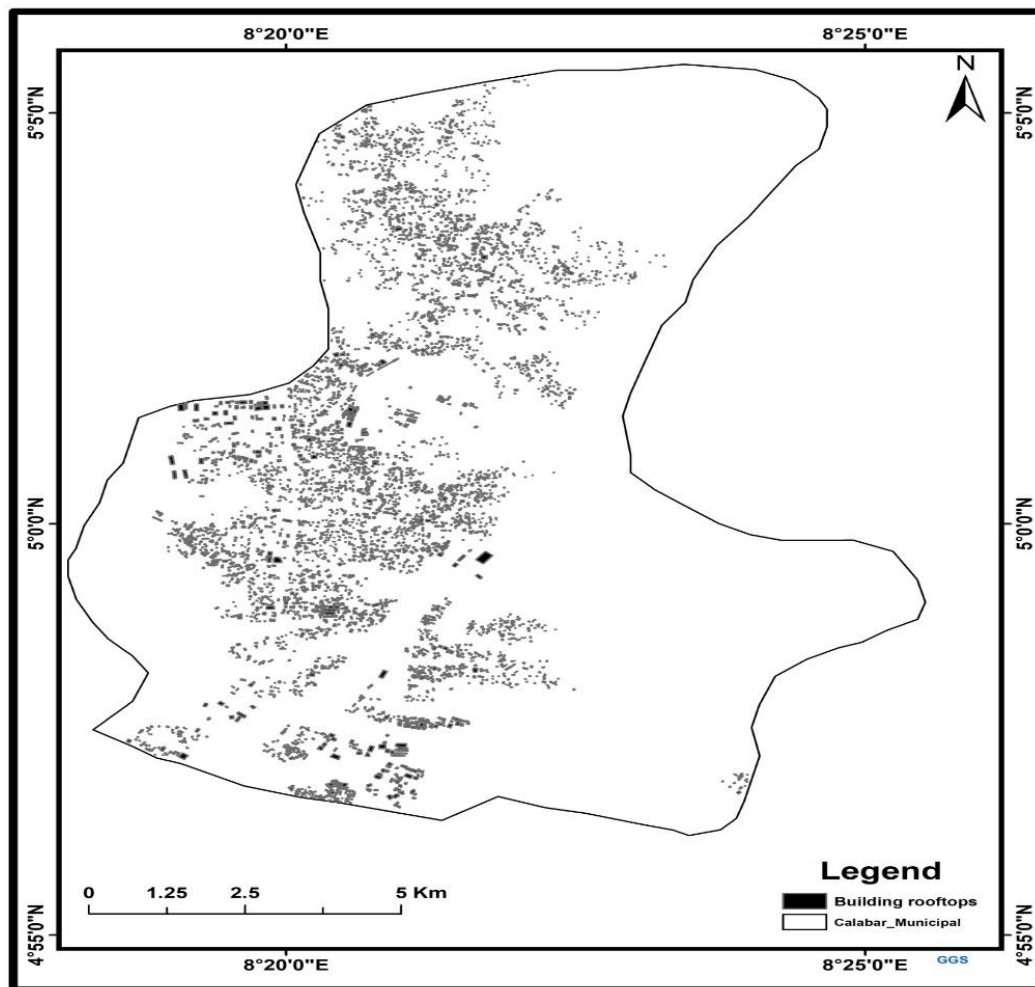 8°20'0"E 8°25'0"E
N
5°5'0"N 5°5'0"N
5°0'0"N 5°0'0"N
Legend
0 1.25 2.5 5 Km
Building rooftops
Calabar_Municipal
4°55'0"N 4°55'0"N
8°20'0"E 8°25'0"E
GGS